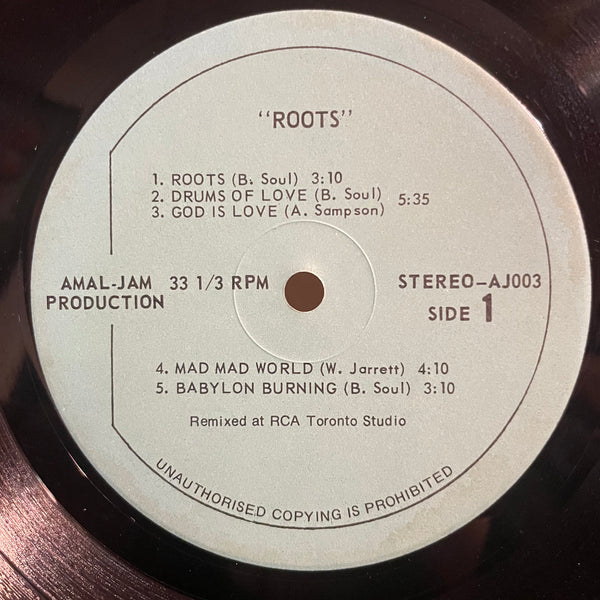 "ROOTS"
1. ROOTS (B. Soul) 3:10
2. DRUMS OF LOVE (B. Soul) 5:35
3. GOD IS LOVE (A. Sampson)
AMAL-JAM 33 1/3 RPM STEREO-AJ003
PRODUCTION SIDE 1
4. MAD MAD WORLD (W. Jarrett) 4:10
5. BABYLON BURNING (B. Soul) 3:10
Remixed at RCA Toronto Studio
UNAUTHORISED COPYING IS PROHIBITED